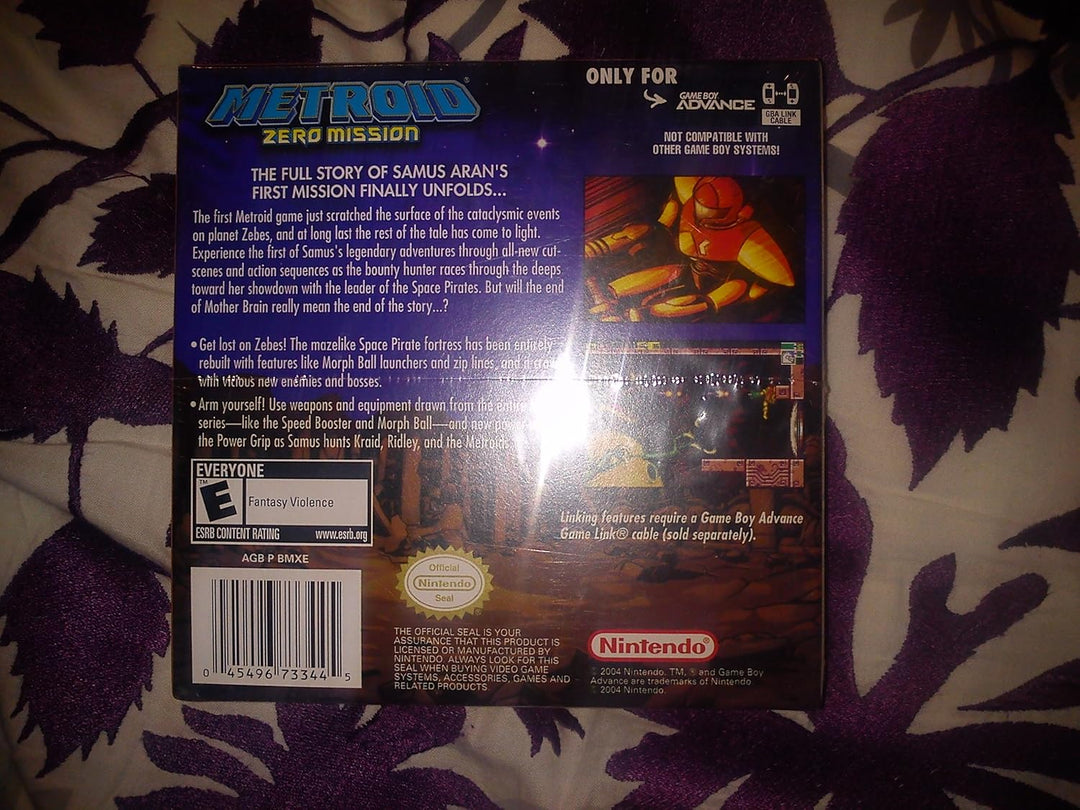 METROID®
ZERO MISSION
ONLY FOR
GAME BOY
ADVANCE
GBA LINK
CABLE
NOT COMPATIBLE WITH
OTHER GAME BOY SYSTEMS!
THE FULL STORY OF SAMUS ARAN'S
FIRST MISSION FINALLY UNFOLDS...
The first Metroid game just scratched the surface of the cataclysmic events
on planet Zebes, and at long last the rest of the tale has come to light.
Experience the first of Samus's legendary adventures through all-new cut-
scenes and action sequences as the bounty hunter races through the deeps
toward her showdown with the leader of the Space Pirates. But will the end
of Mother Brain really mean the end of the story...?
• Get lost on Zebes! The mazelike Space Pirate fortress has been entirely
rebuilt with features like Morph Ball launchers and zip lines, and it
with vicious new enemies and bosses.
• Arm yourself! Use weapons and equipment drawn from the entire
series—like the Speed Booster and Morph Ball—and new
the Power Grip as Samus hunts Kraid, Ridley, and the Metroids.
Linking features require a Game Boy Advance
Game Link® cable (sold separately).
EVERYONE
E
TM
Fantasy Violence
ESRB CONTENT RATING www.esrb.org
AGB P BMXE
0 45496 73344 5
Official
Nintendo
Seal
THE OFFICIAL SEAL IS YOUR
ASSURANCE THAT THIS PRODUCT IS
LICENSED OR MANUFACTURED BY
NINTENDO. ALWAYS LOOK FOR THIS
SEAL WHEN BUYING VIDEO GAME
SYSTEMS, ACCESSORIES, GAMES AND
RELATED PRODUCTS.
Nintendo®
© 2004 Nintendo. TM, ® and Game Boy
Advance are trademarks of Nintendo.
© 2004 Nintendo.